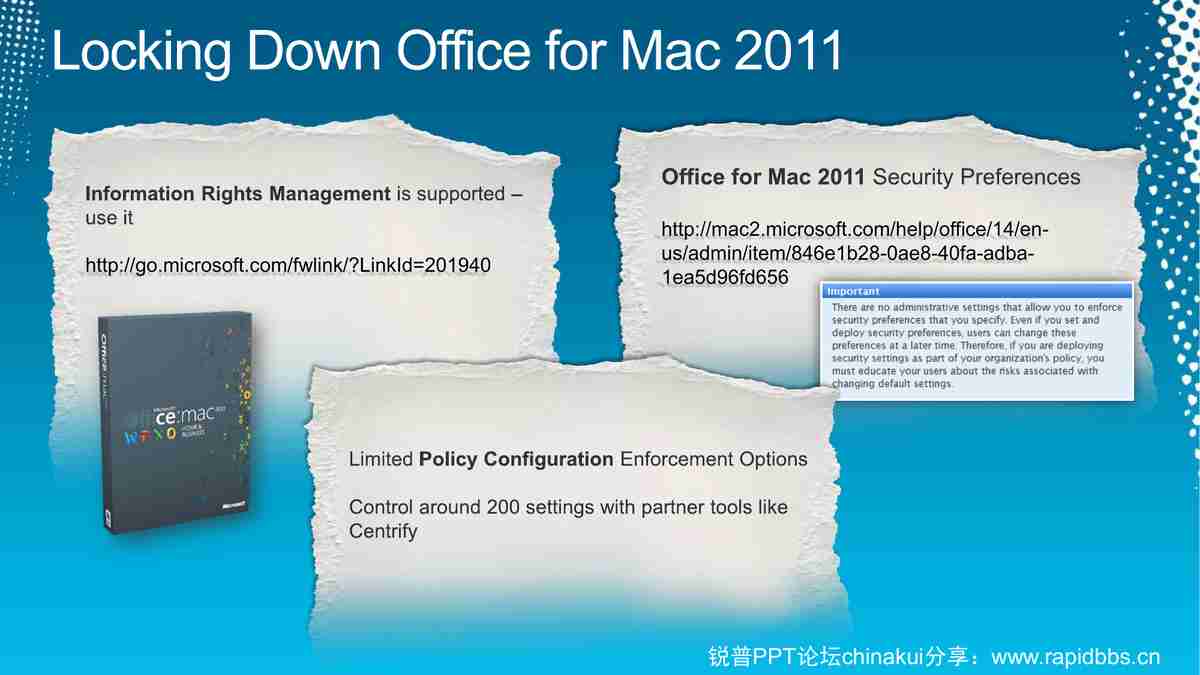 Locking Down Office for Mac 2011
Information Rights Management is supported –
use it
http://go.microsoft.com/fwlink/?LinkId=201940
Office for Mac 2011 Security Preferences
http://mac2.microsoft.com/help/office/14/en-
us/admin/item/846e1b28-0ae8-40fa-adba-
1ea5d96fd656
Important
There are no administrative settings that allow you to enforce
security preferences that you specify. Even if you set and
deploy security preferences, users can change these
preferences at a later time. Therefore, if you are deploying
security settings as part of your organization's policy, you
must educate your users about the risks associated with
changing default settings.
Microsoft
Office:mac 2011
HOME &
BUSINESS
Microsoft
Limited Policy Configuration Enforcement Options
Control around 200 settings with partner tools like
Centrify
锐普PPT论坛chinakui分享：www.rapidbbs.cn